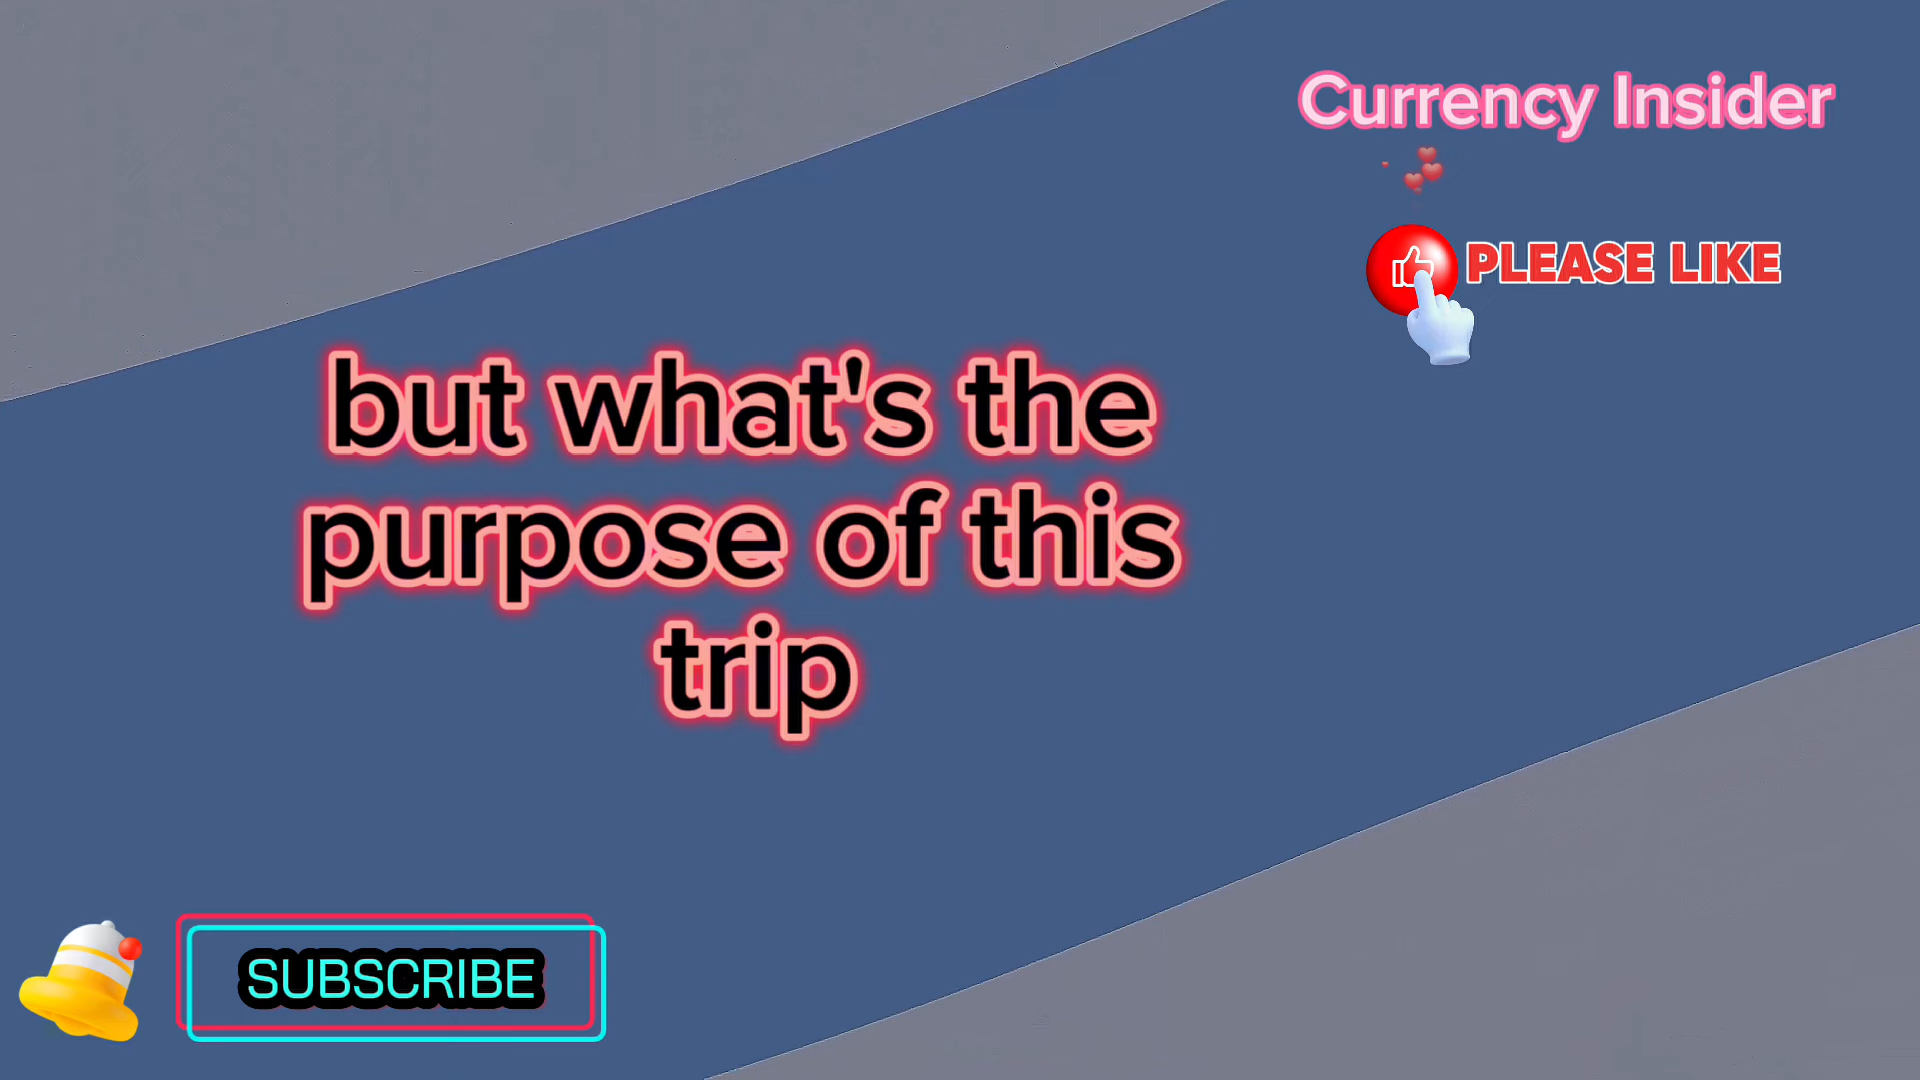 Currency Insider
PLEASE LIKE
but what's the
purpose of this
trip
SUBSCRIBE